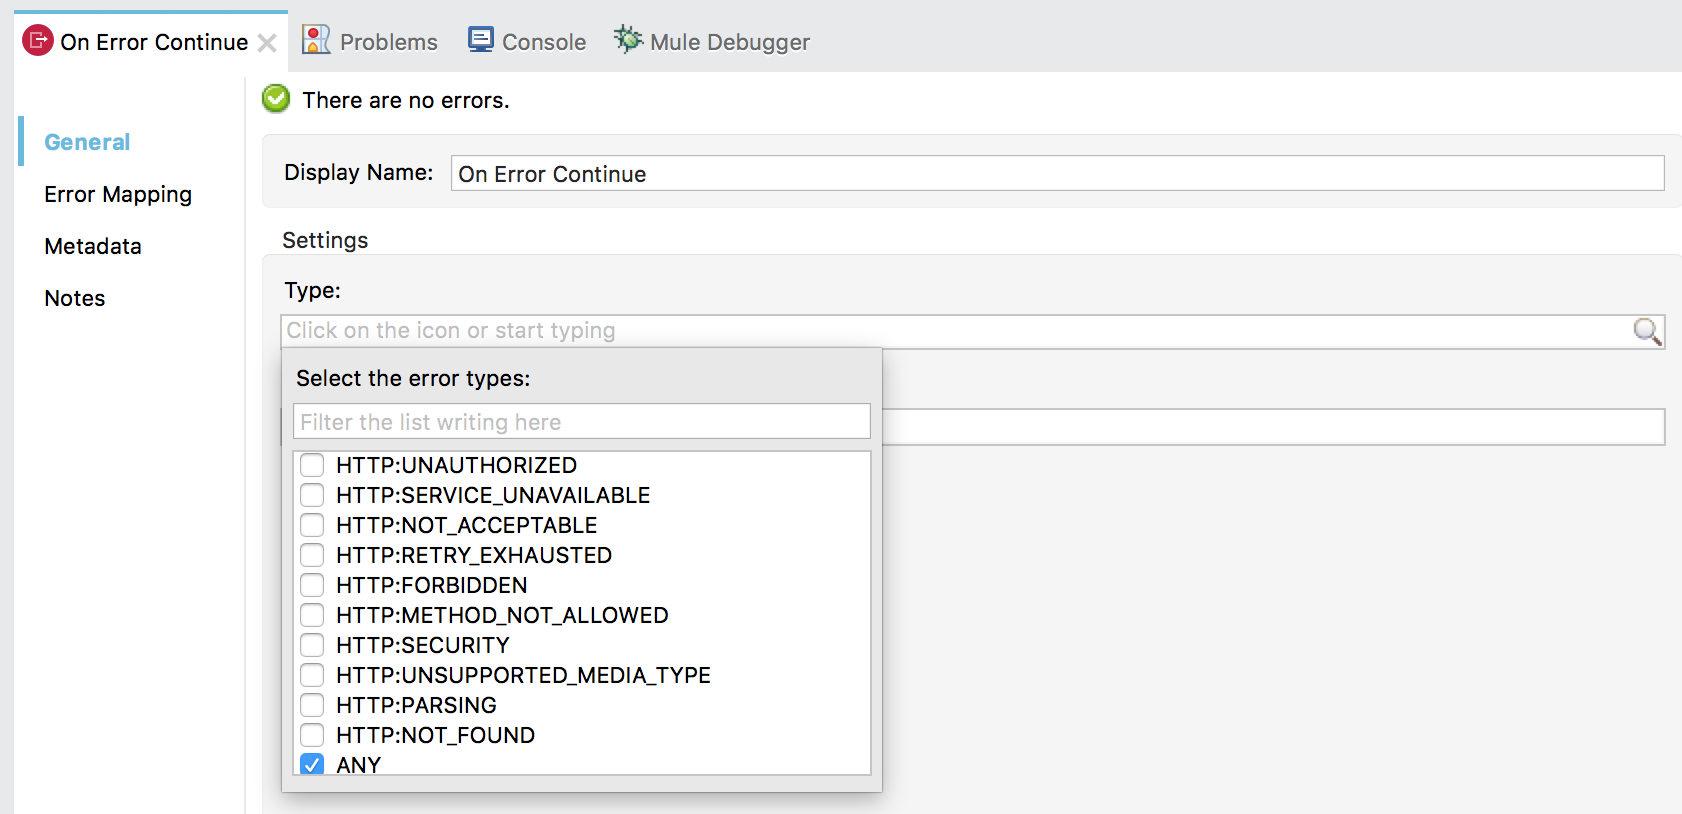 On Error Continue
Problems
Console
Mule Debugger
General
Error Mapping
Metadata
Notes
There are no errors.
Display Name:
On Error Continue
Settings
Type:
Click on the icon or start typing
Select the error types:
Filter the list writing here
HTTP:UNAUTHORIZED
HTTP:SERVICE_UNAVAILABLE
HTTP:NOT_ACCEPTABLE
HTTP:RETRY_EXHAUSTED
HTTP:FORBIDDEN
HTTP:METHOD_NOT_ALLOWED
HTTP:SECURITY
HTTP:UNSUPPORTED_MEDIA_TYPE
HTTP:PARSING
HTTP:NOT_FOUND
ANY